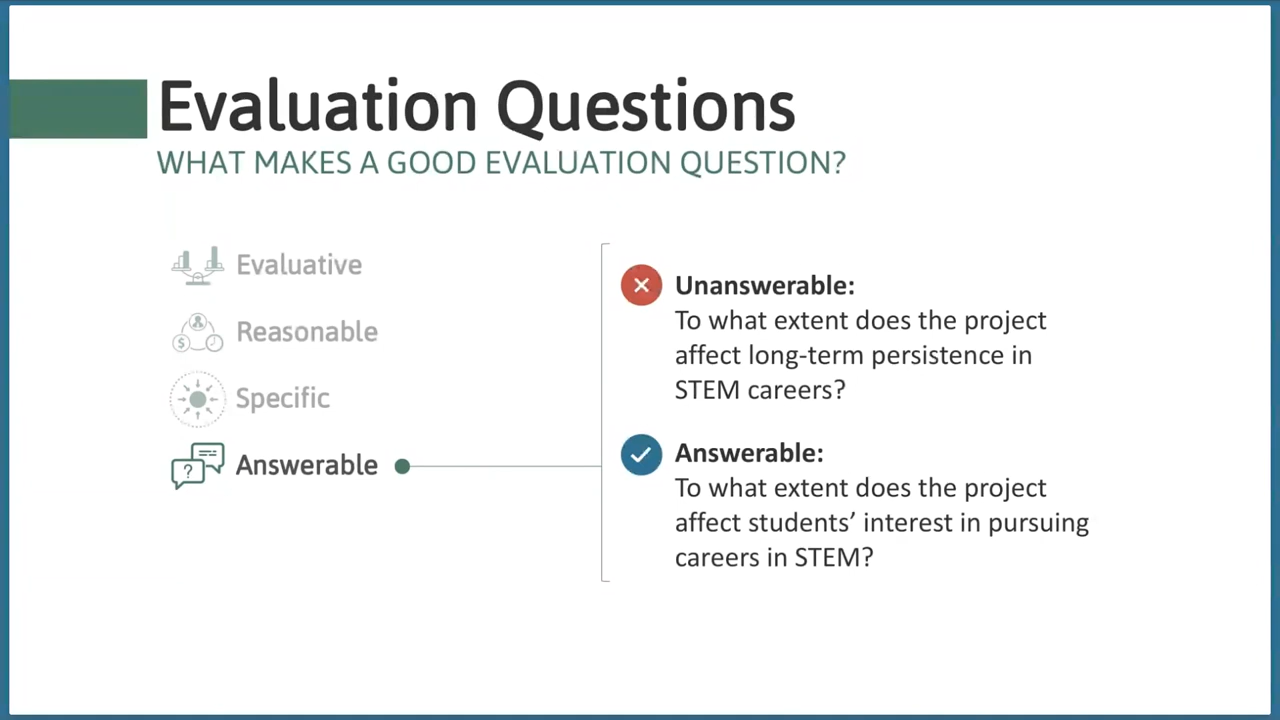 Evaluation Questions
WHAT MAKES A GOOD EVALUATION QUESTION?
Evaluative
$
Reasonable
Specific
?
Answerable
Unanswerable:
To what extent does the project
affect long-term persistence in
STEM careers?
Answerable:
To what extent does the project
affect students’ interest in pursuing
careers in STEM?